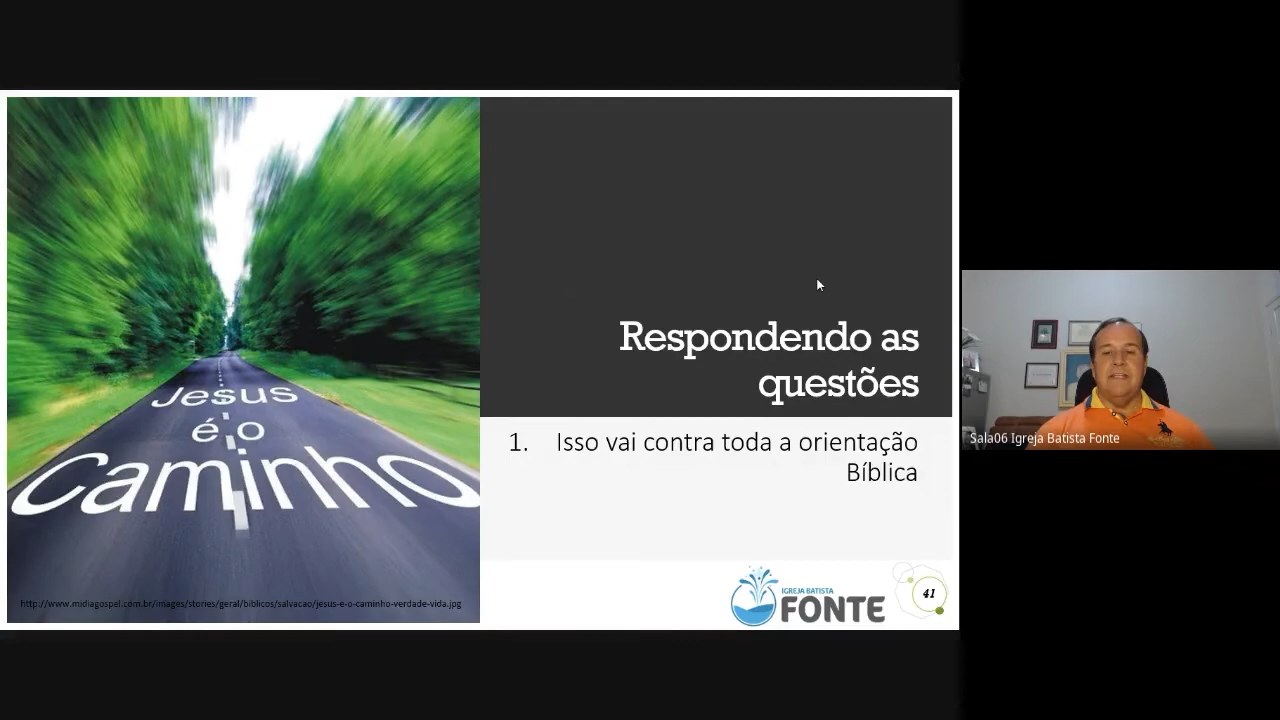 Jesus
é o
Caminho
http://www.midiagospel.com.br/images/stories/geral/biblicos/salvacao/jesus-e-o-caminho-verdade-vida.jpg
Respondendo as
questões
1. Isso vai contra toda a orientação
Bíblica
IGREJA BATISTA
FONTE
41
Sala06 Igreja Batista Fonte